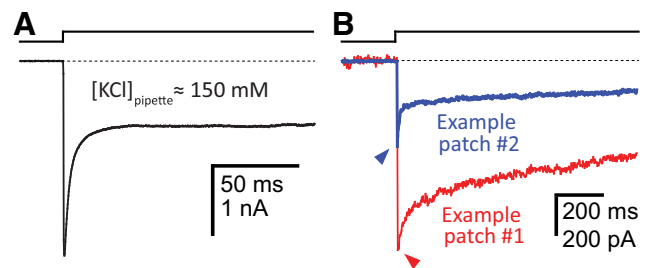 A
[KCl]pipette≈ 150 mM
50 ms
1 nA
B
Example
patch #2
Example
patch #1
200 ms
200 pA